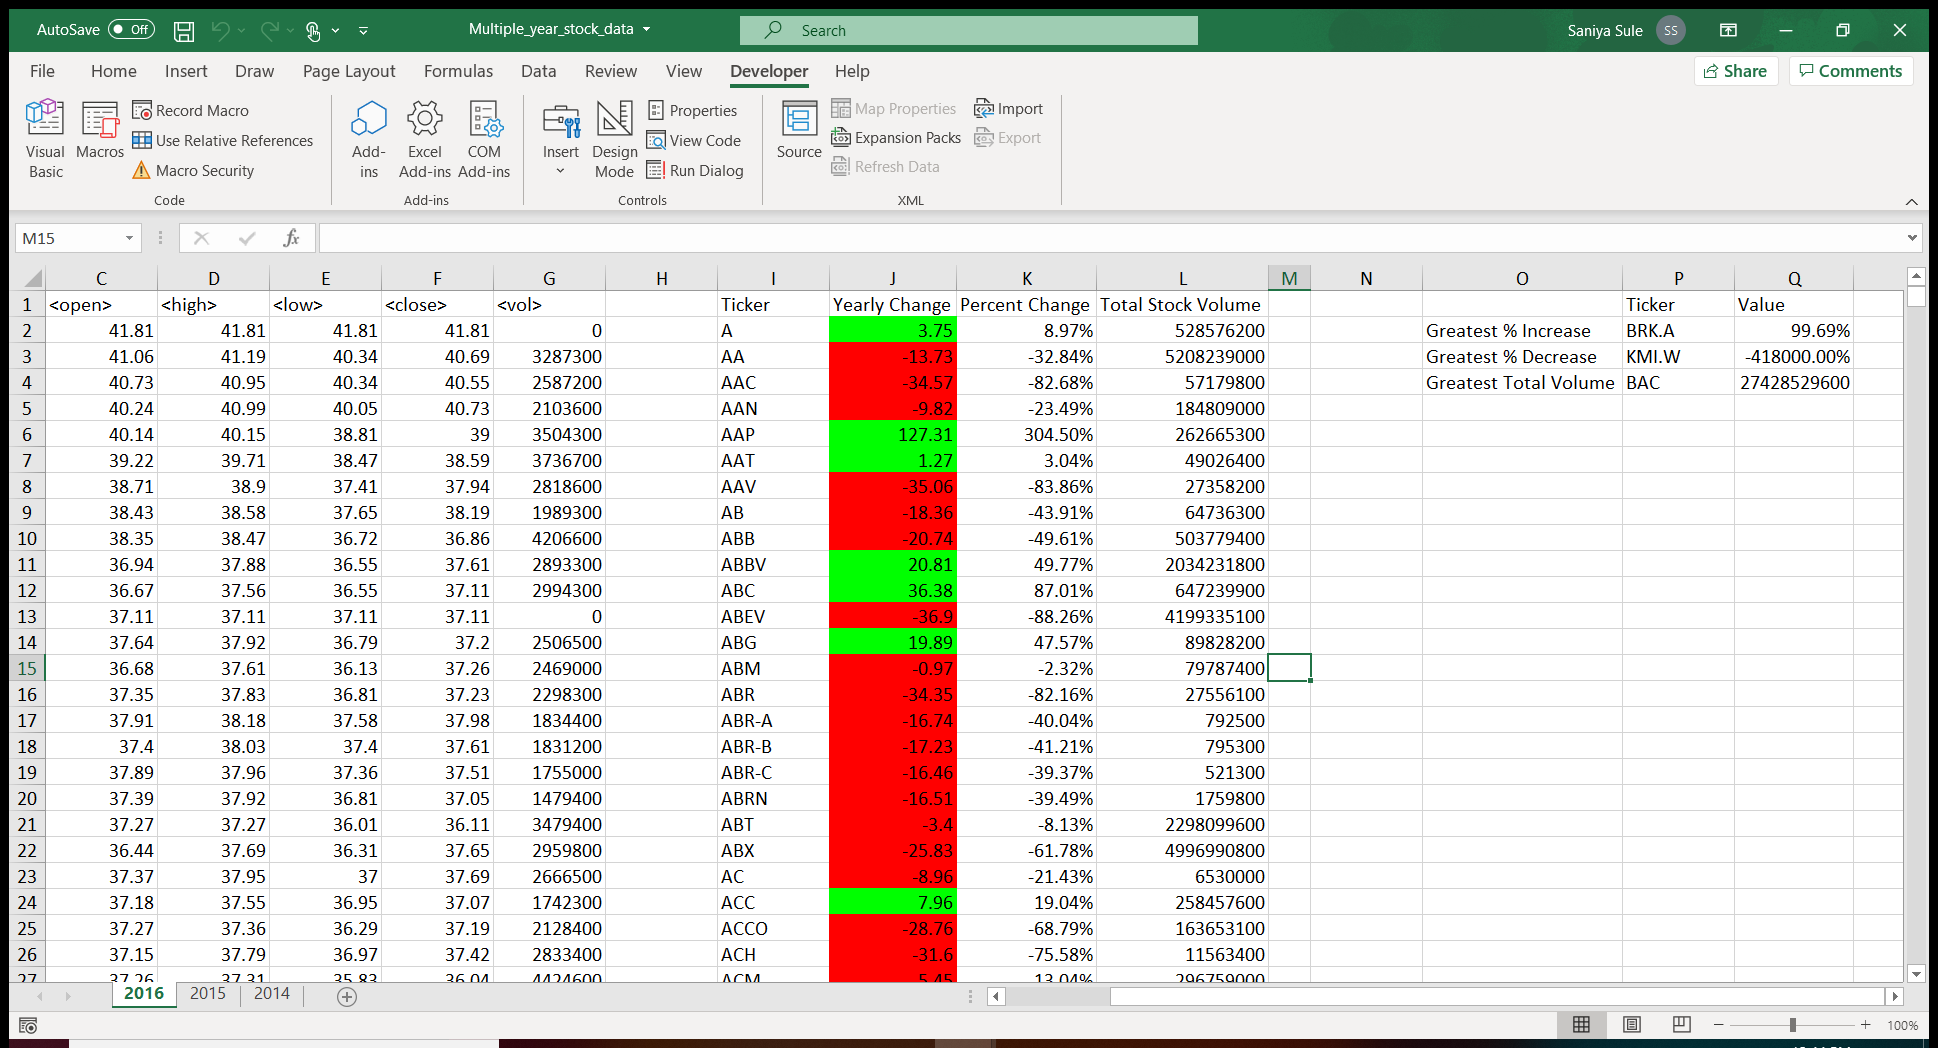 AutoSave Off Multiple_year_stock_data Search Saniya Sule SS
File Home Insert Draw Page Layout Formulas Data Review View Developer Help Share Comments
Visual Basic
Macros
Record Macro
Use Relative References
Macro Security
Code
Add-ins
Excel Add-ins
COM Add-ins
Add-ins
Insert
Design Mode
Properties
View Code
Run Dialog
Controls
Source
Map Properties
Expansion Packs
Refresh Data
Import
Export
XML
M15 fx
C D E F G H I J K L M N O P Q
1 <open> <high> <low> <close> <vol> Ticker Yearly Change Percent Change Total Stock Volume Ticker Value
2 41.81 41.81 41.81 41.81 0 A 3.75 8.97% 528576200 Greatest % Increase BRK.A 99.69%
3 41.06 41.19 40.34 40.69 3287300 AA -13.73 -32.84% 5208239000 Greatest % Decrease KMI.W -418000.00%
4 40.73 40.95 40.34 40.55 2587200 AAC -34.57 -82.68% 57179800 Greatest Total Volume BAC 27428529600
5 40.24 40.99 40.05 40.73 2103600 AAN -9.82 -23.49% 184809000
6 40.14 40.15 38.81 39 3504300 AAP 127.31 304.50% 262665300
7 39.22 39.71 38.47 38.59 3736700 AAT 1.27 3.04% 49026400
8 38.71 38.9 37.41 37.94 2818600 AAV -35.06 -83.86% 27358200
9 38.43 38.58 37.65 38.19 1989300 AB -18.36 -43.91% 64736300
10 38.35 38.47 36.72 36.86 4206600 ABB -20.74 -49.61% 503779400
11 36.94 37.88 36.55 37.61 2893300 ABBV 20.81 49.77% 2034231800
12 36.67 37.56 36.55 37.11 2994300 ABC 36.38 87.01% 647239900
13 37.11 37.11 37.11 37.11 0 ABEV -36.9 -88.26% 4199335100
14 37.64 37.92 36.79 37.2 2506500 ABG 19.89 47.57% 89828200
15 36.68 37.61 36.13 37.26 2469000 ABM -0.97 -2.32% 79787400
16 37.35 37.83 36.81 37.23 2298300 ABR -34.35 -82.16% 27556100
17 37.91 38.18 37.58 37.98 1834400 ABR-A -16.74 -40.04% 792500
18 37.4 38.03 37.4 37.61 1831200 ABR-B -17.23 -41.21% 795300
19 37.89 37.96 37.36 37.51 1755000 ABR-C -16.46 -39.37% 521300
20 37.39 37.92 36.81 37.05 1479400 ABRN -16.51 -39.49% 1759800
21 37.27 37.27 36.01 36.11 3479400 ABT -3.4 -8.13% 2298099600
22 36.44 37.69 36.31 37.65 2959800 ABX -25.83 -61.78% 4996990800
23 37.37 37.95 37 37.69 2666500 AC -8.96 -21.43% 6530000
24 37.18 37.55 36.95 37.07 1742300 ACC 7.96 19.04% 258457600
25 37.27 37.36 36.29 37.19 2128400 ACCO -28.76 -68.79% 163653100
26 37.15 37.79 36.97 37.42 2833400 ACH -31.6 -75.58% 11563400
27 37.26 37.31 35.83 36.04 4424600 ACM 5.45 13.04% 296759000
2016 2015 2014
100%